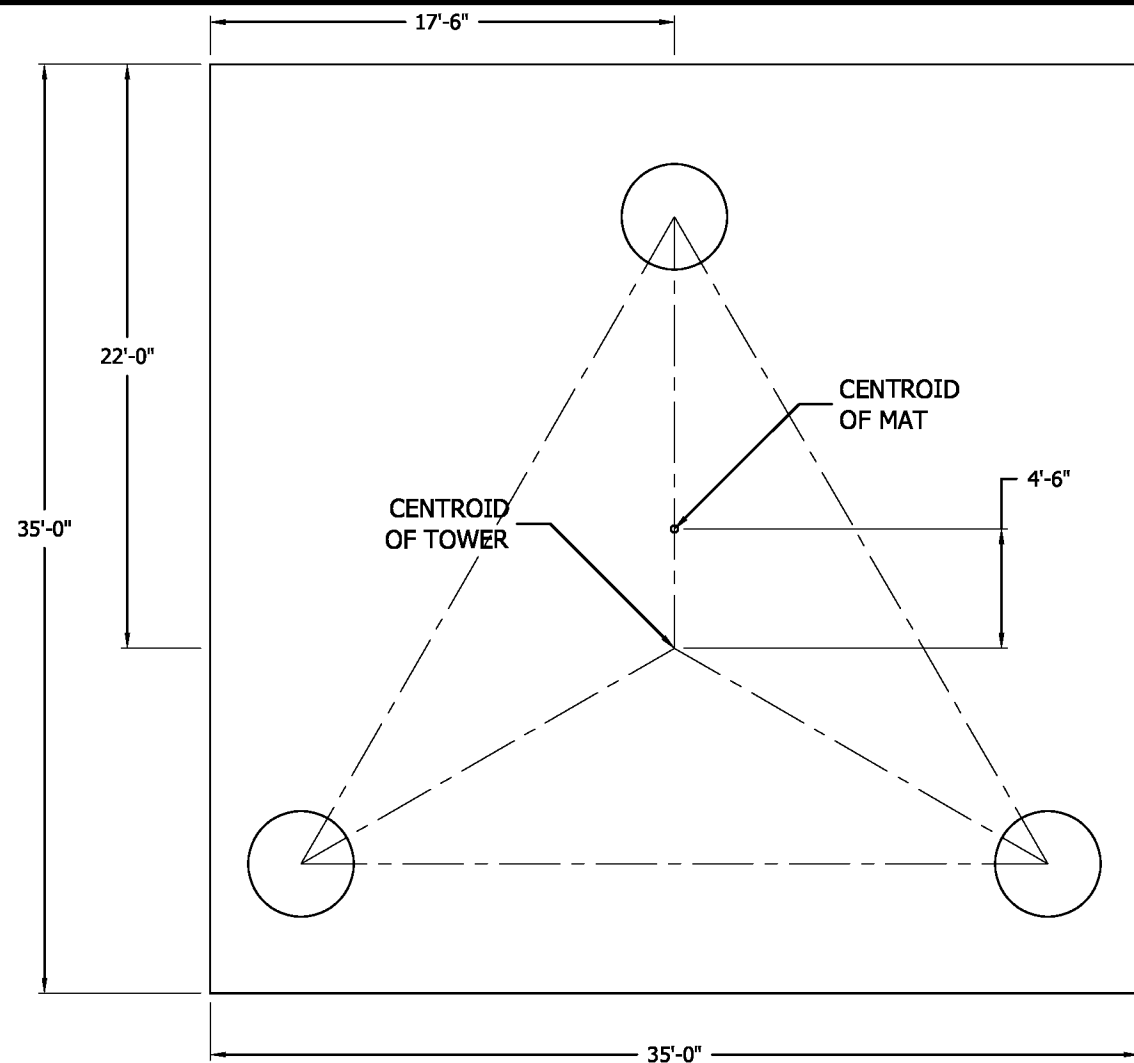 17'-6"
22'-0"
CENTROID
OF MAT
4'-6"
CENTROID
OF TOWER
35'-0"
35'-0"